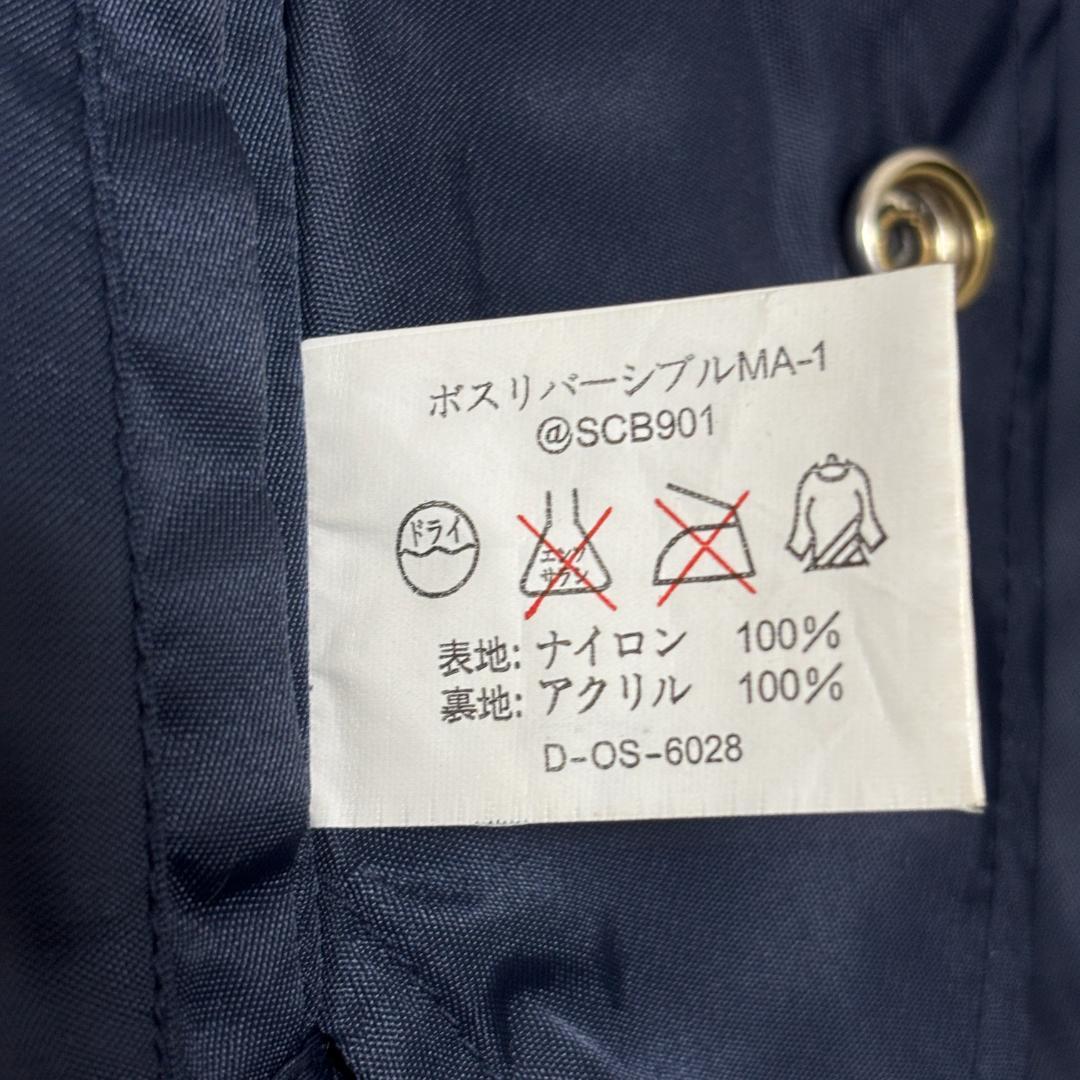 ボスリバーシブルMA-1
@SCB901
ドライ
エンソ
サラシ
表地: ナイロン 100%
裏地: アクリル 100%
D-OS-6028